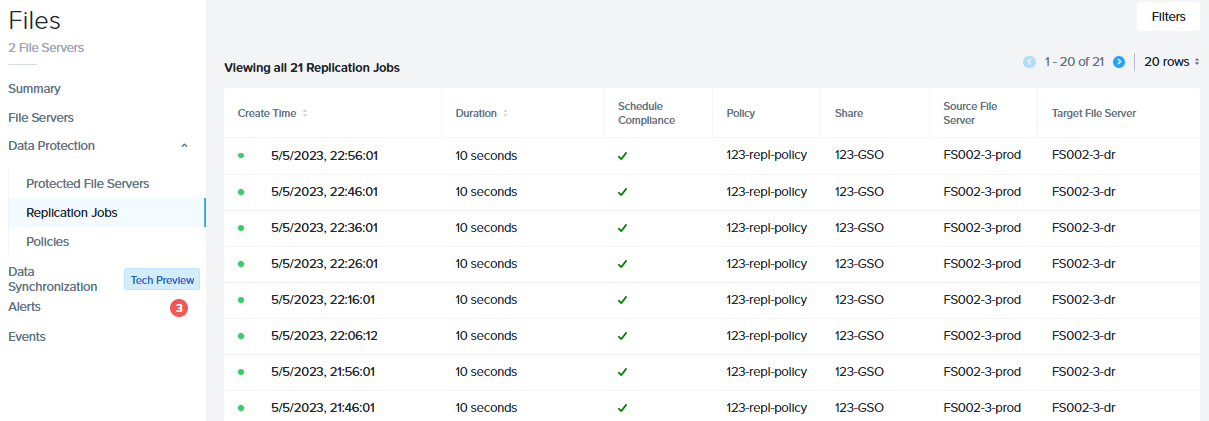 Files
2 File Servers
Summary
File Servers
Data Protection
Protected File Servers
Replication Jobs
Policies
Data
Synchronization
Tech Preview
Alerts
3
Events
Filters
Viewing all 21 Replication Jobs
1 - 20 of 21
20 rows
Create Time
Duration
Schedule
Compliance
Policy
Share
Source File
Server
Target File Server
5/5/2023, 22:56:01 10 seconds 123-repl-policy 123-GSO FS002-3-prod FS002-3-dr
5/5/2023, 22:46:01 10 seconds 123-repl-policy 123-GSO FS002-3-prod FS002-3-dr
5/5/2023, 22:36:01 10 seconds 123-repl-policy 123-GSO FS002-3-prod FS002-3-dr
5/5/2023, 22:26:01 10 seconds 123-repl-policy 123-GSO FS002-3-prod FS002-3-dr
5/5/2023, 22:16:01 10 seconds 123-repl-policy 123-GSO FS002-3-prod FS002-3-dr
5/5/2023, 22:06:12 10 seconds 123-repl-policy 123-GSO FS002-3-prod FS002-3-dr
5/5/2023, 21:56:01 10 seconds 123-repl-policy 123-GSO FS002-3-prod FS002-3-dr
5/5/2023, 21:46:01 10 seconds 123-repl-policy 123-GSO FS002-3-prod FS002-3-dr